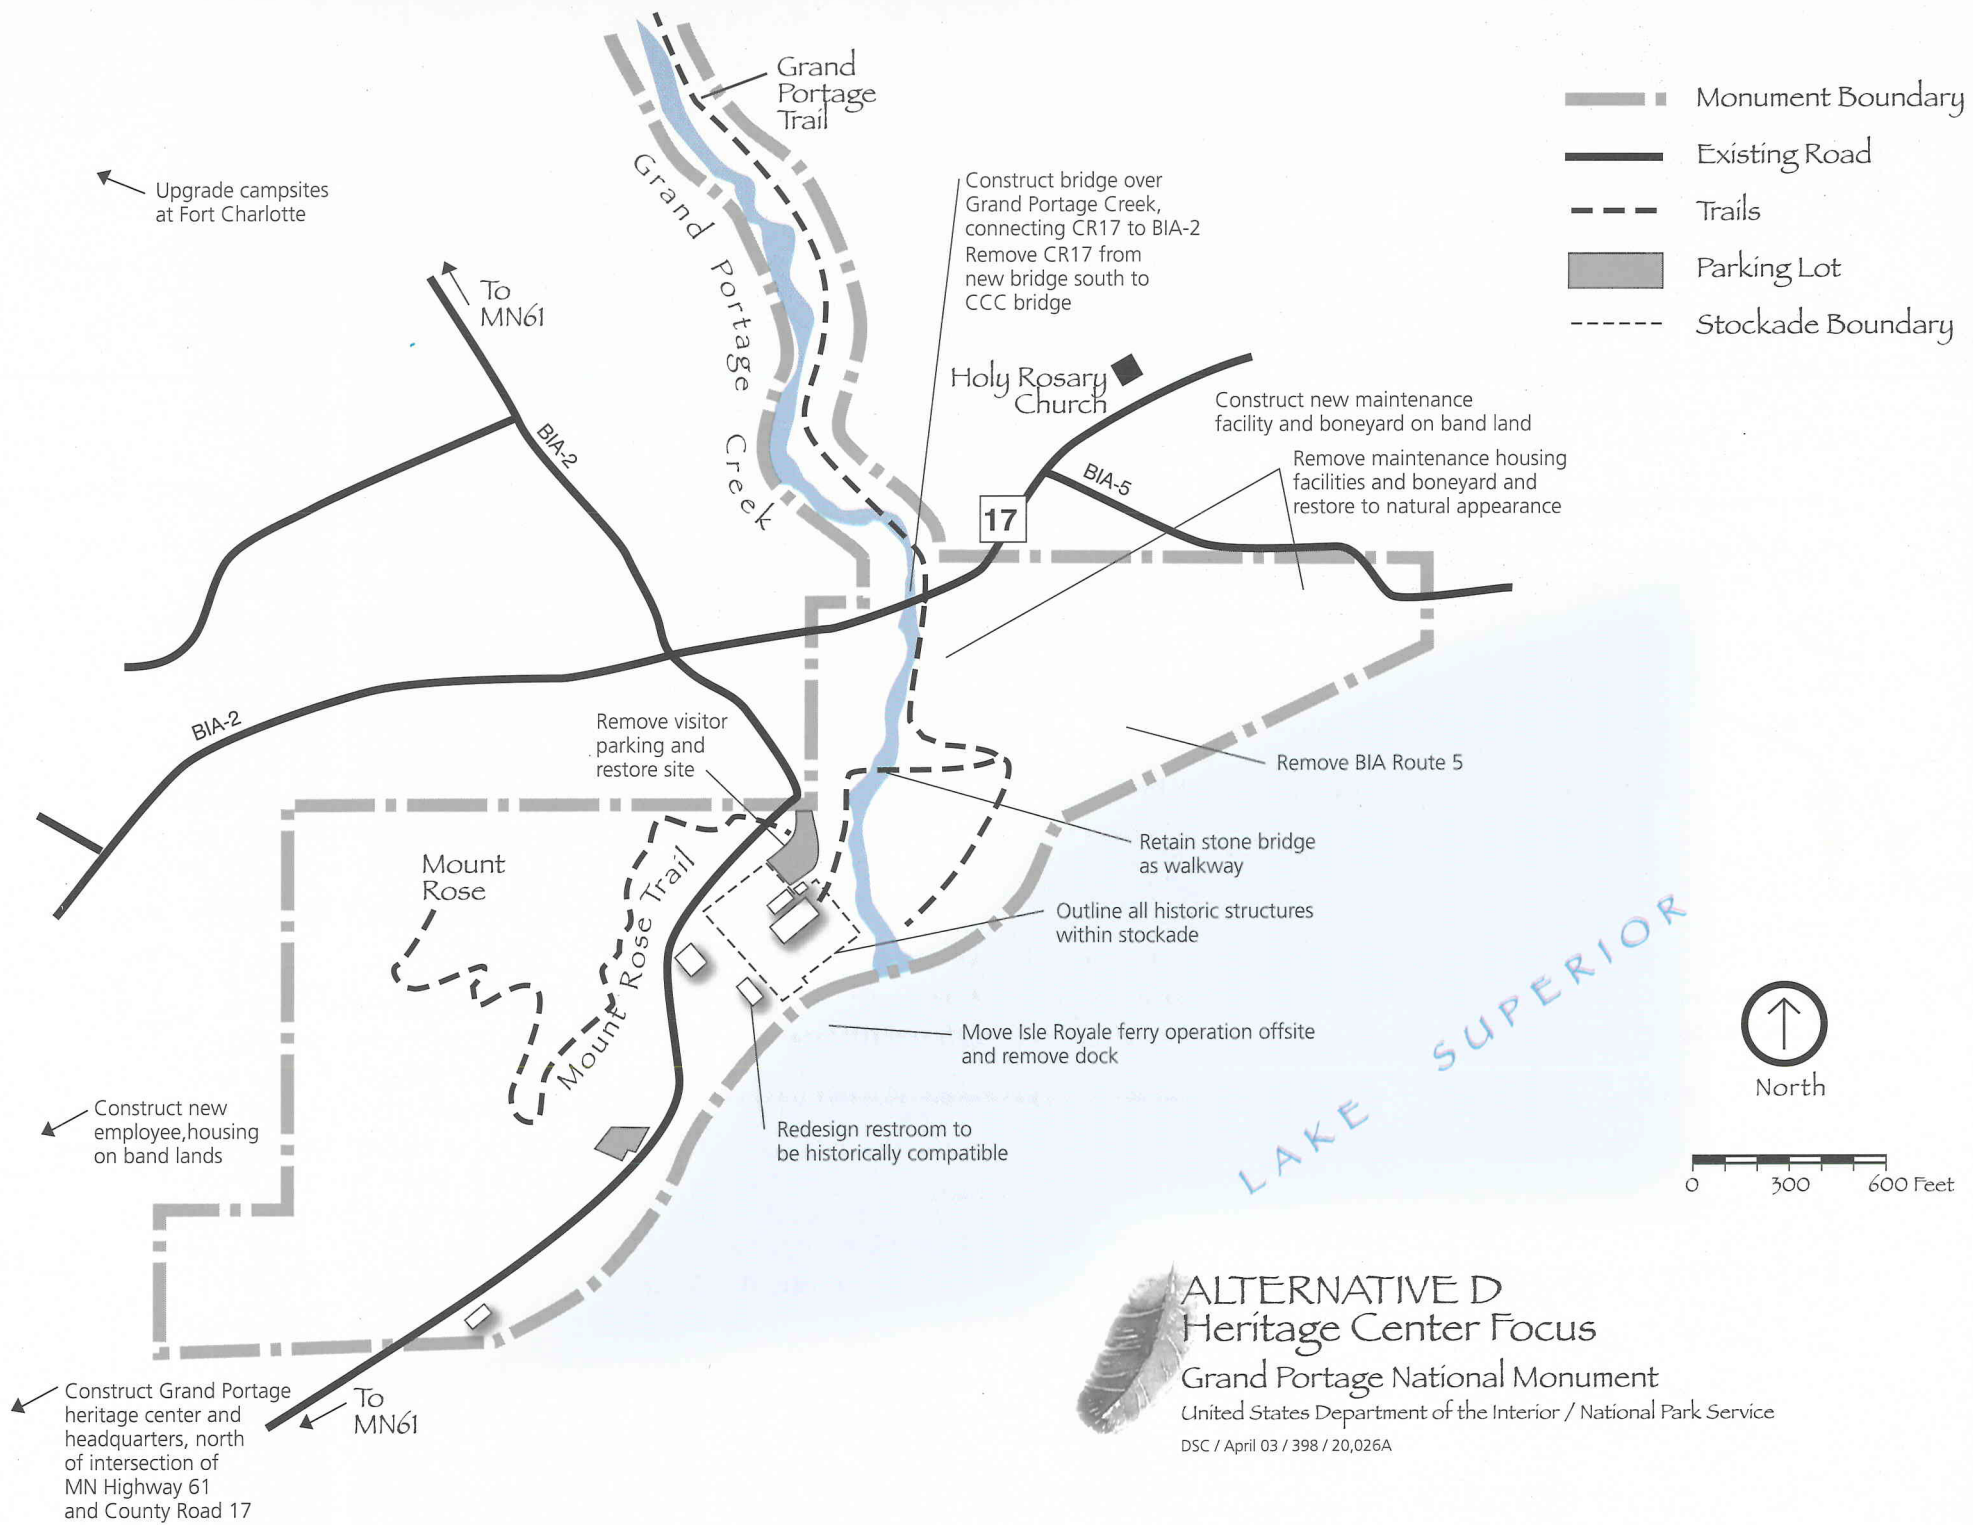 Grand
Portage
Trail
Monument Boundary
Existing Road
Trails
Parking Lot
Stockade Boundary
Upgrade campsites
at Fort Charlotte
Grand Portage Creek
Construct bridge over
Grand Portage Creek,
connecting CR17 to BIA-2
Remove CR17 from
new bridge south to
CCC bridge
To
MN61
Holy Rosary
Church
Construct new maintenance
facility and boneyard on band land
BIA-2
BIA-5
Remove maintenance housing
facilities and boneyard and
restore to natural appearance
17
BIA-2
Remove visitor
parking and
restore site
Remove BIA Route 5
Retain stone bridge
as walkway
Mount
Rose
Mount Rose Trail
Outline all historic structures
within stockade
LAKE SUPERIOR
Move Isle Royale ferry operation offsite
and remove dock
North
Construct new
employee,housing
on band lands
Redesign restroom to
be historically compatible
0 300 600 Feet
ALTERNATIVE D
Heritage Center Focus
Grand Portage National Monument
United States Department of the Interior / National Park Service
DSC / April 03 / 398 / 20,026A
Construct Grand Portage
heritage center and
headquarters, north
of intersection of
MN Highway 61
and County Road 17
To
MN61